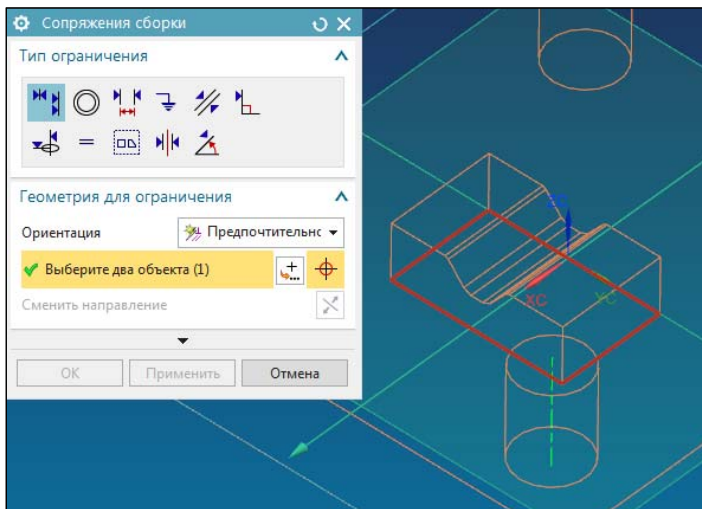 Сопряжения сборки
Тип ограничения
Геометрия для ограничения
Ориентация
Предпочтительнс
Выберите два объекта (1)
Сменить направление
ОК
Применить
Отмена
XC
YC